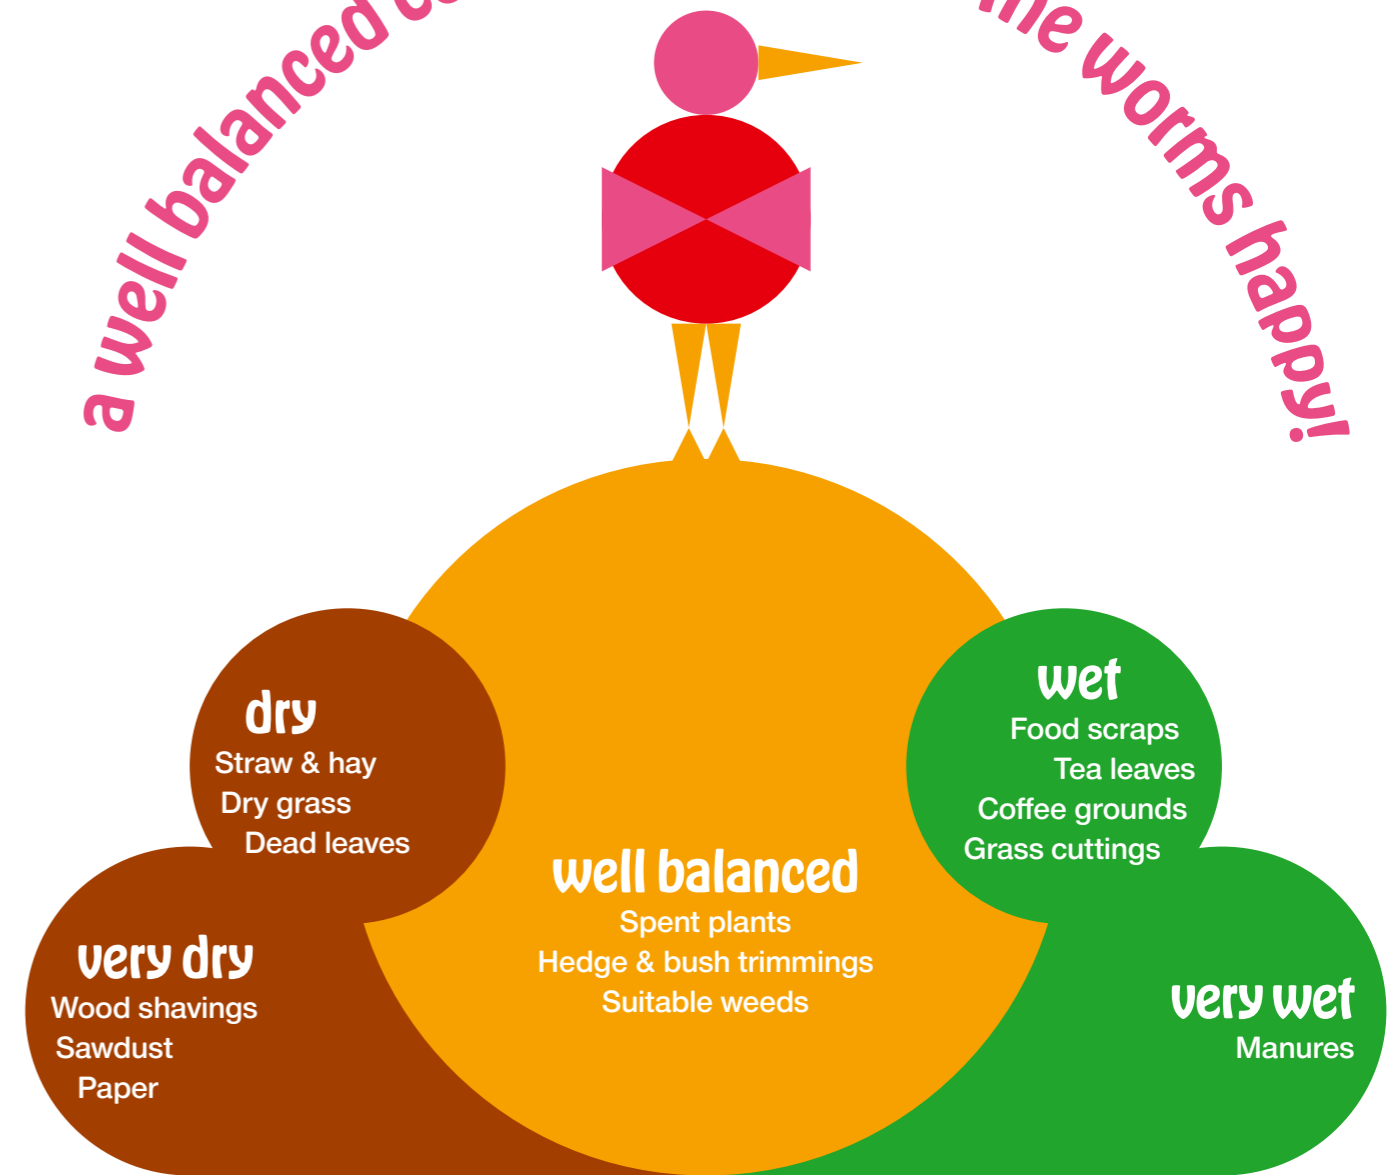 a well balanced
worms happy!
dry
Straw & hay
Dry grass
Dead leaves
very dry
Wood shavings
Sawdust
Paper
well balanced
Spent plants
Hedge & bush trimmings
Suitable weeds
wet
Food scraps
Tea leaves
Coffee grounds
Grass cuttings
very wet
Manures